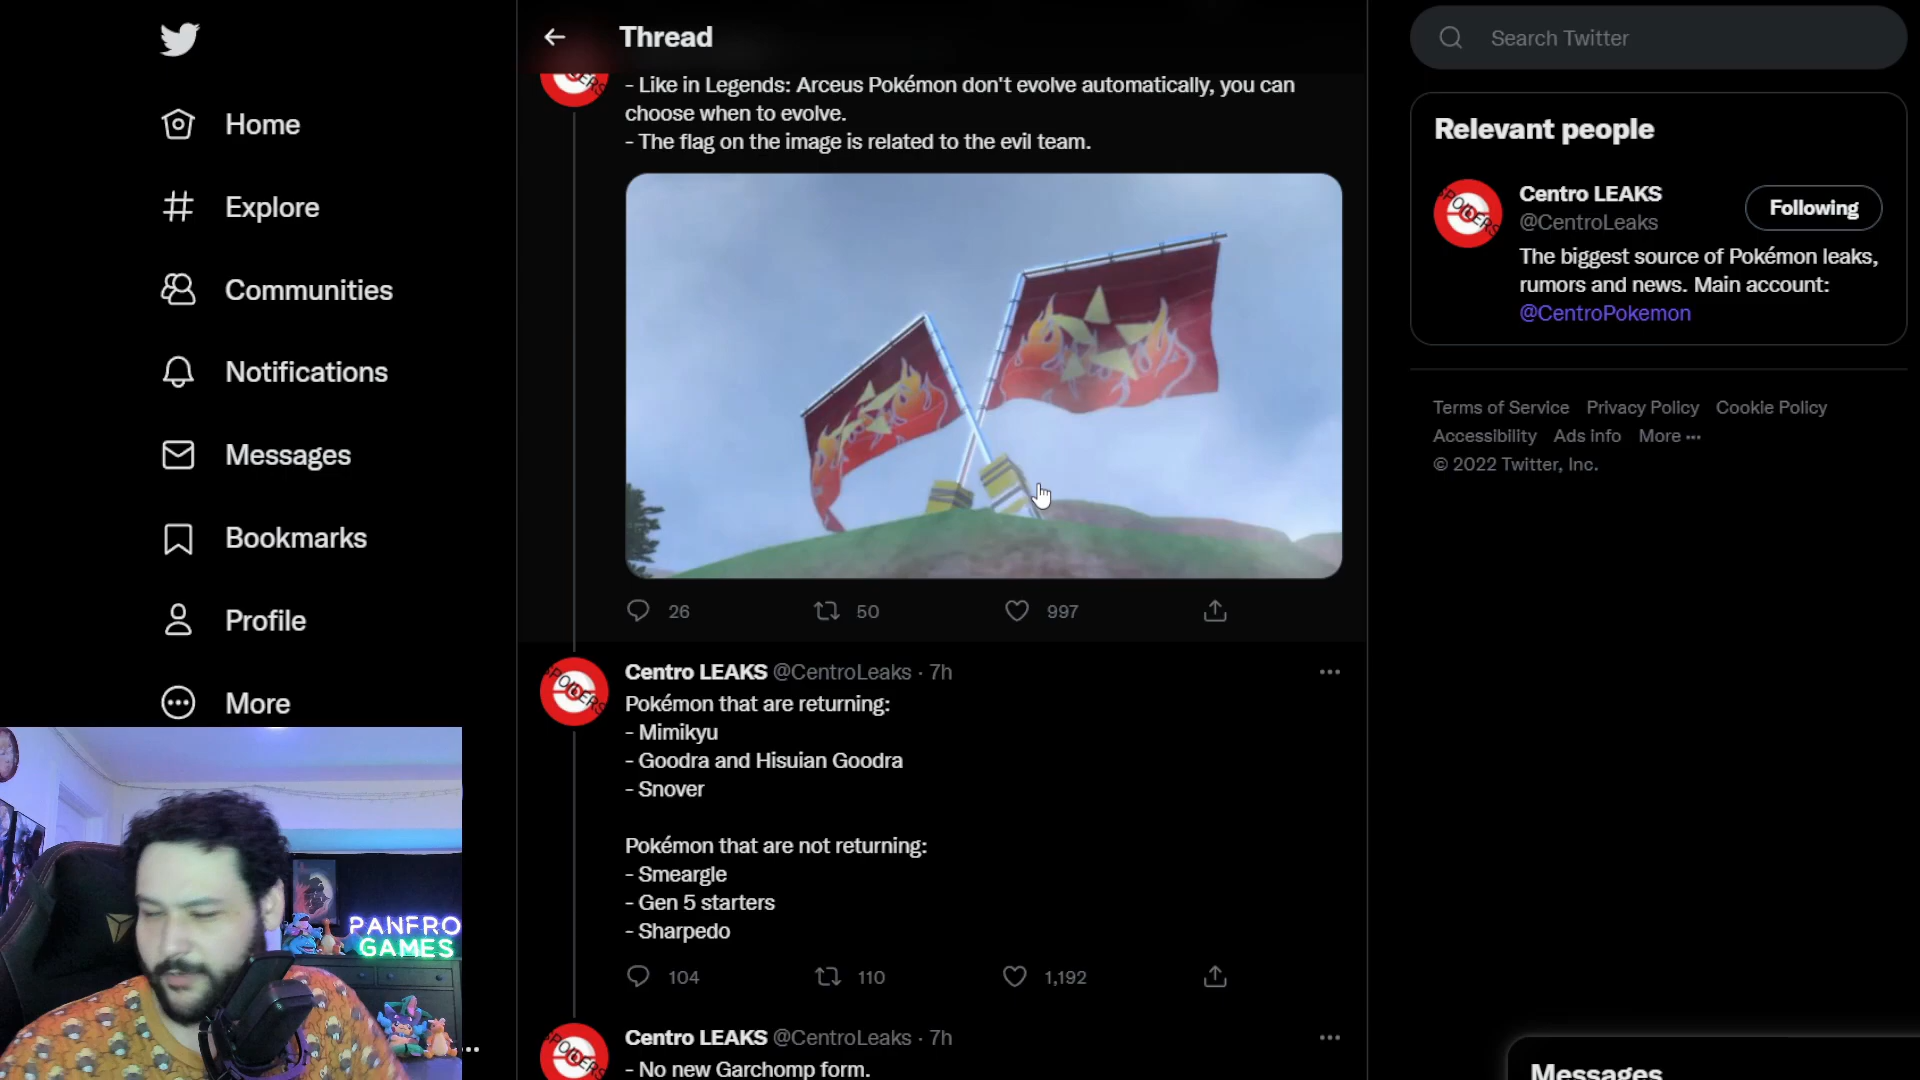 Thread
Search Twitter
Home
Explore
Communities
Notifications
Messages
Bookmarks
Profile
More
- Like in Legends: Arceus Pokémon don't evolve automatically, you can
choose when to evolve.
- The flag on the image is related to the evil team.
26 50 997
Centro LEAKS @CentroLeaks · 7h
Pokémon that are returning:
- Mimikyu
- Goodra and Hisuian Goodra
- Snover
Pokémon that are not returning:
- Smeargle
- Gen 5 starters
- Sharpedo
104 110 1,192
Centro LEAKS @CentroLeaks · 7h
- No new Garchomp form.
Relevant people
SPOILERS
Centro LEAKS
@CentroLeaks
Following
The biggest source of Pokémon leaks,
rumors and news. Main account:
@CentroPokemon
Terms of Service Privacy Policy Cookie Policy
Accessibility Ads info More ···
© 2022 Twitter, Inc.
Messages
PANFRO
GAMES